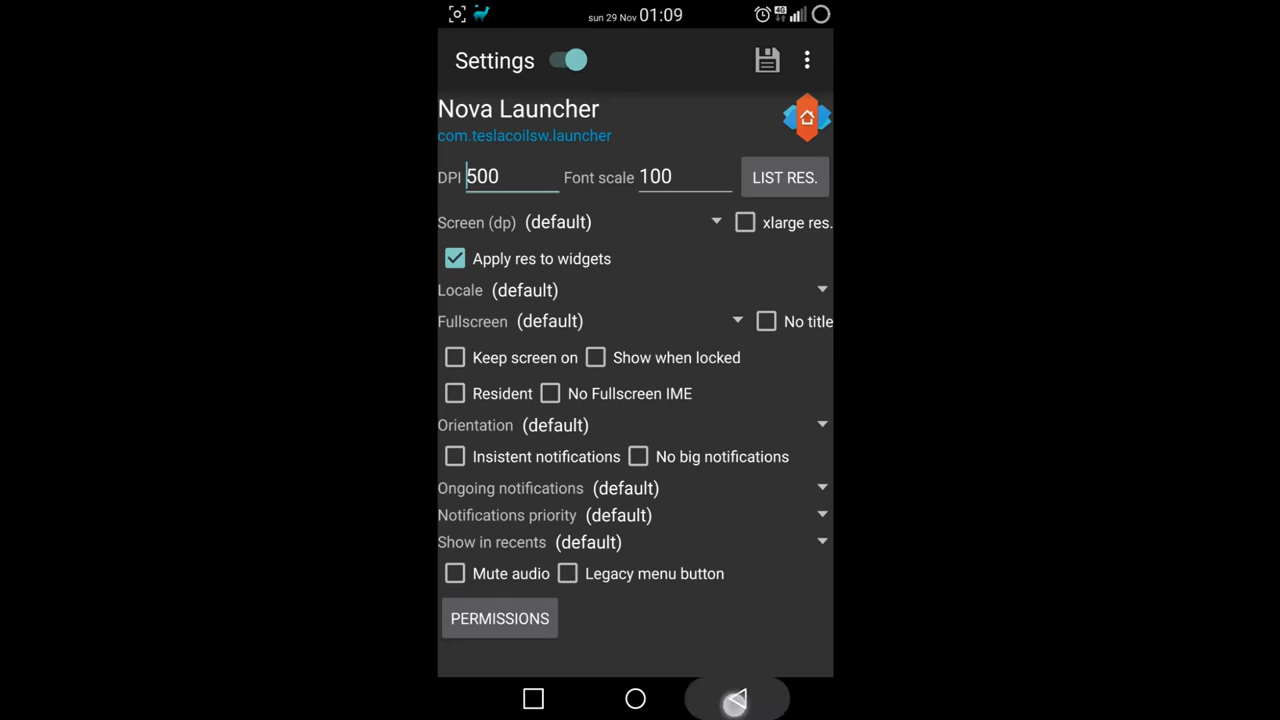 sun 29 Nov 01:09 4G
Settings
Nova Launcher
com.teslacoilsw.launcher
DPI 500 Font scale 100 LIST RES.
Screen (dp) (default) xlarge res.
Apply res to widgets
Locale (default)
Fullscreen (default) No title
Keep screen on Show when locked
Resident No Fullscreen IME
Orientation (default)
Insistent notifications No big notifications
Ongoing notifications (default)
Notifications priority (default)
Show in recents (default)
Mute audio Legacy menu button
PERMISSIONS